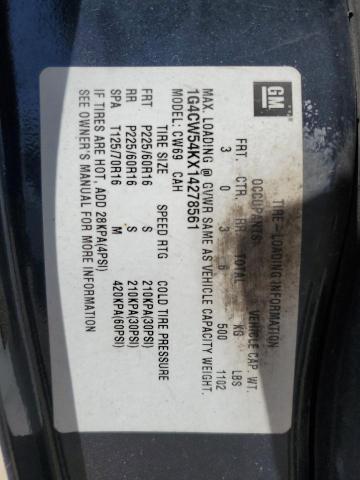 GM
TIRE-LOADING INFORMATION
OCCUPANTS VEHICLE CAP. WT.
FRT. CTR. RR. TOTAL KG LBS
3 0 3 6 500 1102
MAX. LOADING @ GVWR SAME AS VEHICLE CAPACITY WEIGHT.
1G4CW54KX14278561
MODEL: CW69 CAH
TIRE SIZE SPEED RTG COLD TIRE PRESSURE
FRT P225/60R16 S 210KPA(30PSI)
RR P225/60R16 S 210KPA(30PSI)
SPA T125/70R16 M 420KPA(60PSI)
IF TIRES ARE HOT, ADD 28KPA(4PSI)
SEE OWNER'S MANUAL FOR MORE INFORMATION